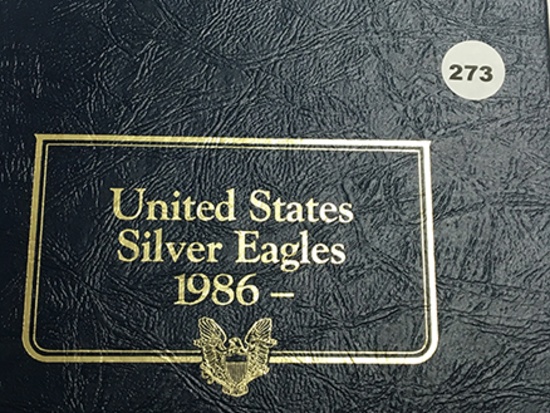 273
United States
Silver Eagles
1986 –